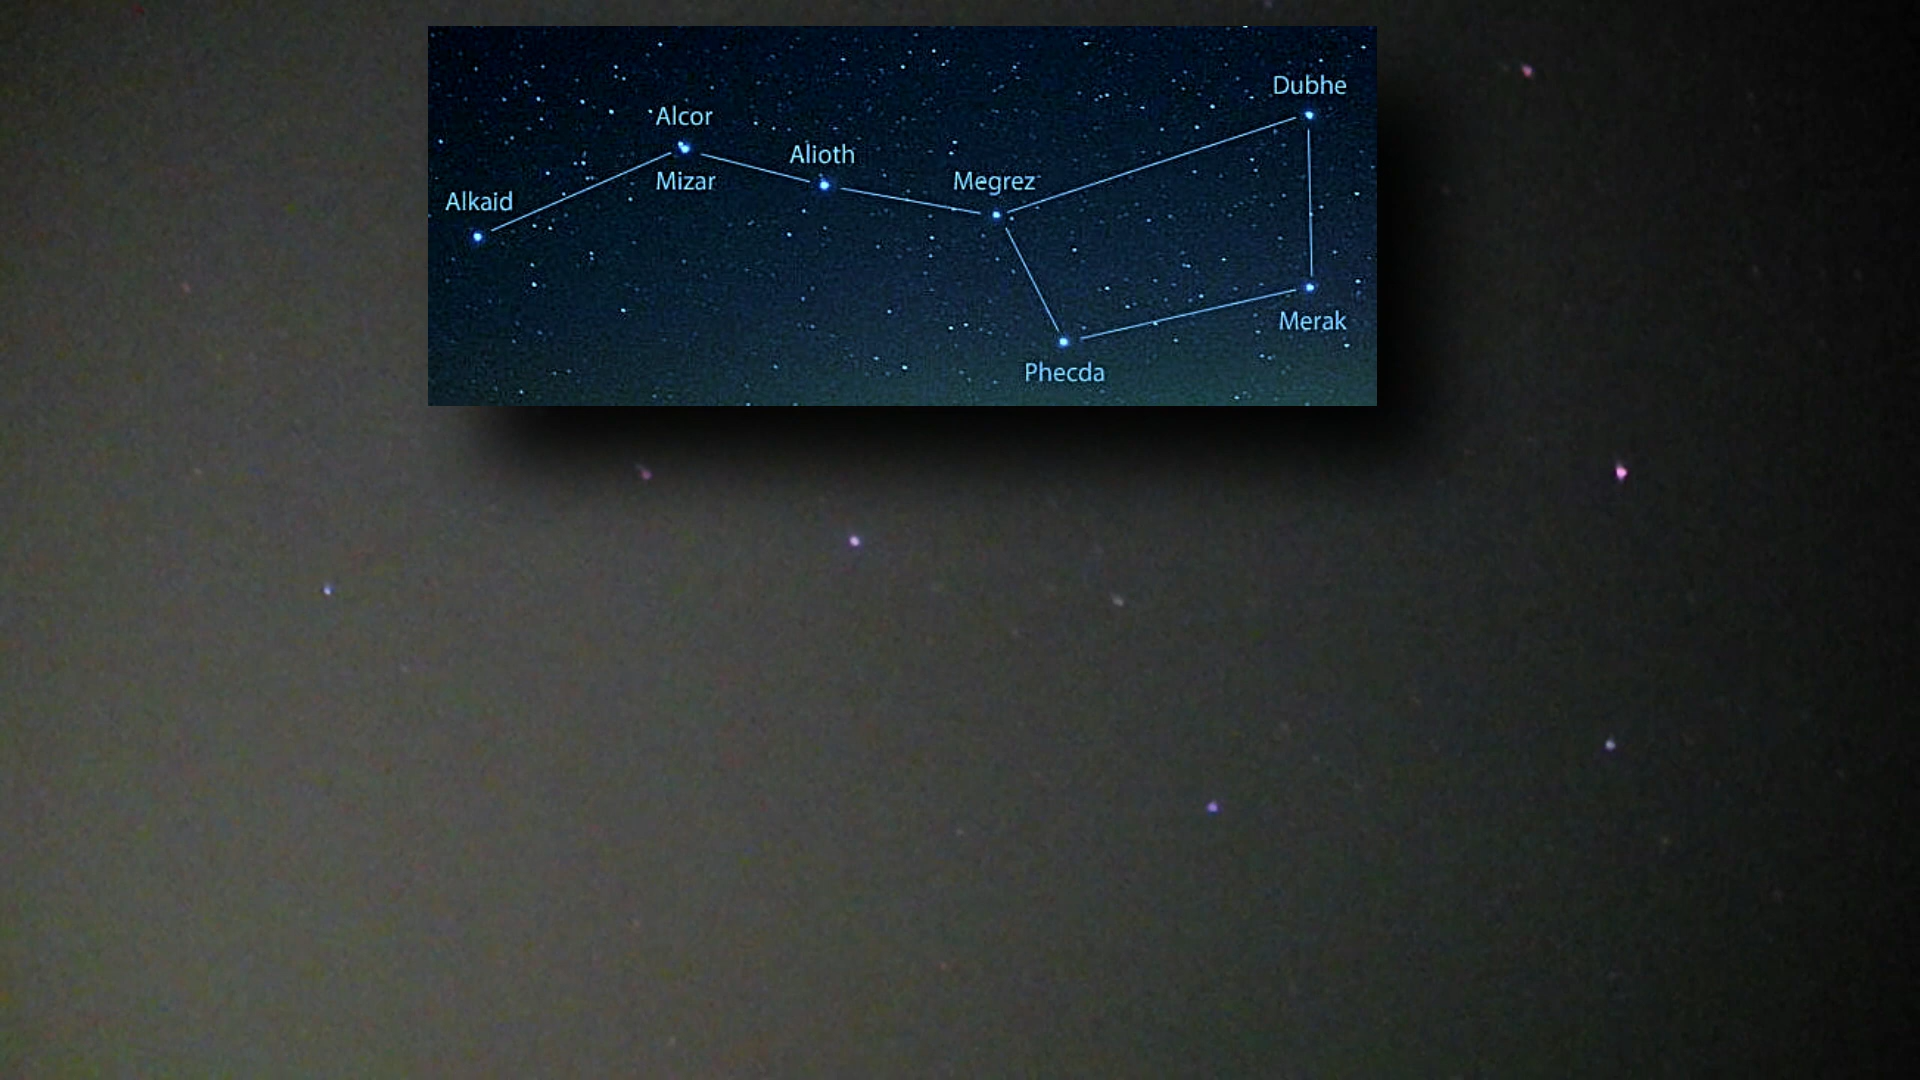 Dubhe
Alcor
Alioth
Mizar
Megrez
Alkaid
Merak
Phecda